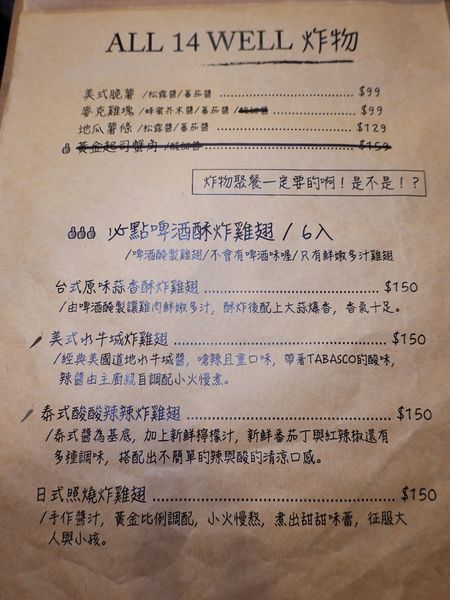 ALL 14 WELL 炸物
美式脆薯 /松露醬/蕃茄醬 ........................ $99
麥克雞塊 /蜂蜜芥末醬/蕃茄醬 /酸甜醬 ........................ $99
地瓜薯條 /松露醬/蕃茄醬 ........................ $129
黃金起司蟹角 /酸甜醬 ........................ $159
炸物聚餐一定要的啊！是不是！？
必點啤酒酥炸雞翅 / 6入
/啤酒醃製雞翅/不會有啤酒味喔/只有鮮嫩多汁雞翅
台式原味蒜香酥炸雞翅 ........................ $150
/由啤酒醃製讓雞肉鮮嫩多汁，酥炸後配上大蒜爆香，香氣十足。
美式水牛城炸雞翅 ........................ $150
/經典美國道地水牛城醬，嗆辣且重口味，帶著TABASCO的酸味，
辣醬由主廚親自調配小火慢煮。
泰式酸酸辣辣炸雞翅 ........................ $150
/泰式醬為基底，加上新鮮檸檬汁，新鮮番茄丁與紅辣椒還有
多種調味，搭配出不簡單的辣與酸的清涼口感。
日式照燒炸雞翅 ........................ $150
/手作醬汁，黃金比例調配，小火慢熬，煮出甜甜味蕾，征服大
人與小孩。